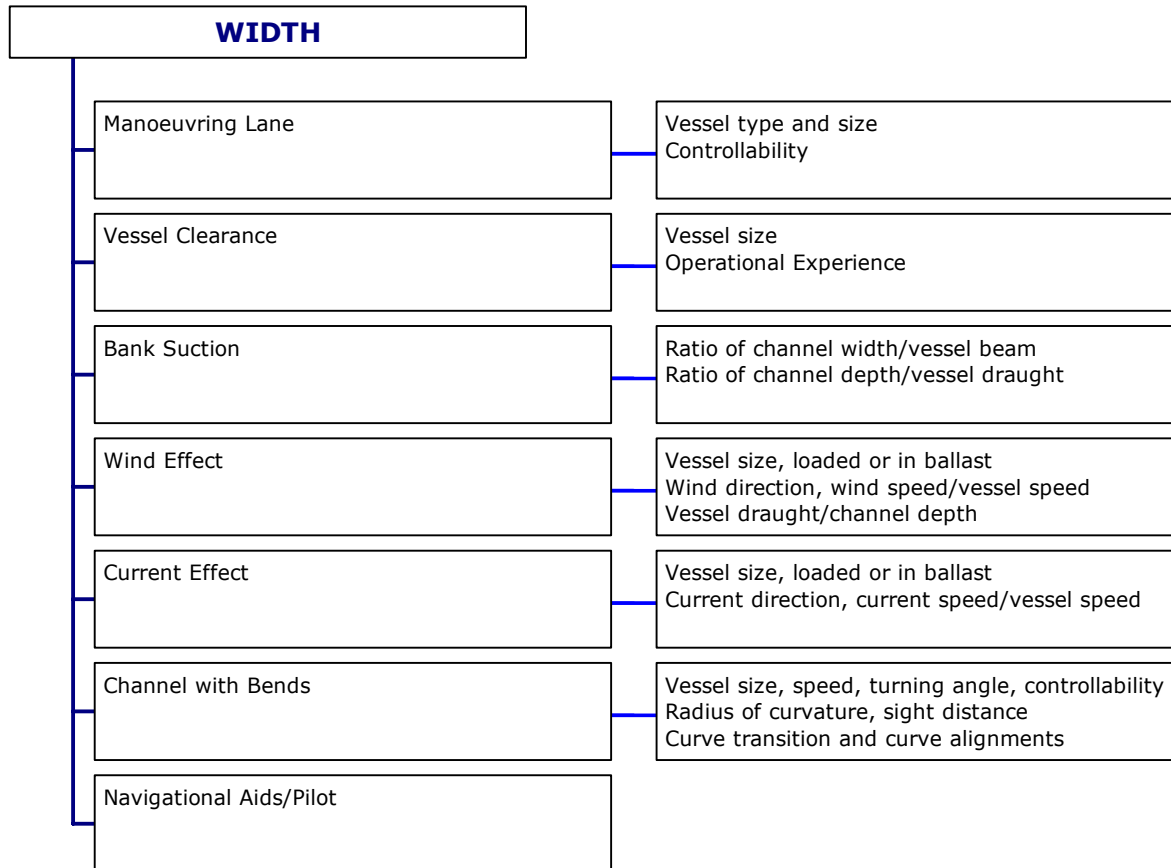 WIDTH
Manoeuvring Lane
Vessel type and size
Controllability
Vessel Clearance
Vessel size
Operational Experience
Bank Suction
Ratio of channel width/vessel beam
Ratio of channel depth/vessel draught
Wind Effect
Vessel size, loaded or in ballast
Wind direction, wind speed/vessel speed
Vessel draught/channel depth
Current Effect
Vessel size, loaded or in ballast
Current direction, current speed/vessel speed
Channel with Bends
Vessel size, speed, turning angle, controllability
Radius of curvature, sight distance
Curve transition and curve alignments
Navigational Aids/Pilot